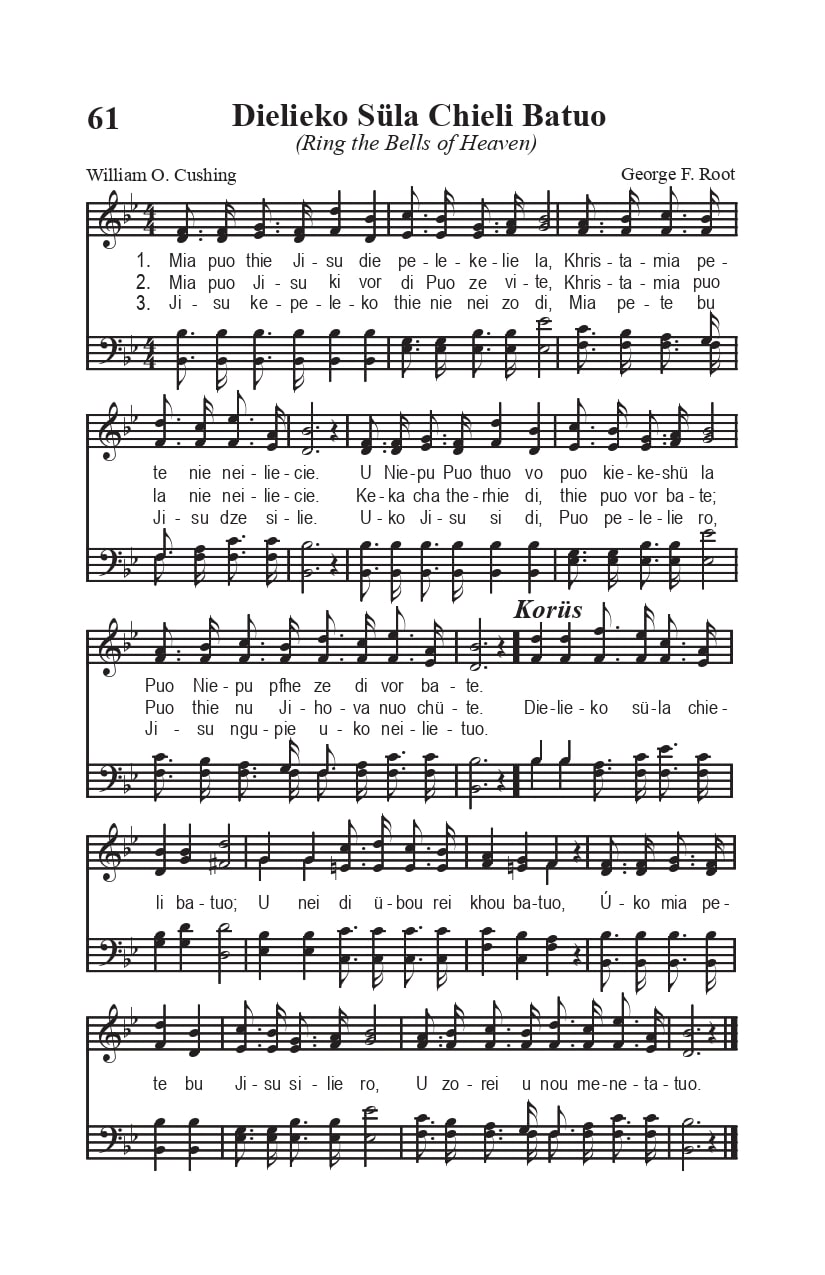 61 Dielieko Süla Chieli Batuo
(Ring the Bells of Heaven)
William O. Cushing George F. Root
1. Mia puo thie Ji - su die pe - le - ke - lie la, Khris - ta - mia pe -
2. Mia puo Ji - su ki vor di Puo ze vi - te, Khris - ta - mia puo
3. Ji - su ke - pe - le - ko thie nie nei zo di, Mia pe - te bu
te nie nei - lie - cie. U Nie - pu Puo thuo vo puo kie - ke - shü la
la nie nei - lie - cie. Ke - ka cha the - rhie di, thie puo vor ba - te;
Ji - su dze si - lie. U - ko Ji - su si di, Puo pe - le - lie ro,
Korüs
Puo Nie - pu pfhe ze di vor ba - te.
Puo thie nu Ji - ho - va nuo chü - te. Die - lie - ko sü - la chie -
Ji - su ngu - pie u - ko nei - lie - tuo.
li ba - tuo; U nei di ü - bou rei khou ba - tuo, Ú - ko mia pe -
te bu Ji - su si - lie ro, U zo - rei u nou me - ne - ta - tuo.